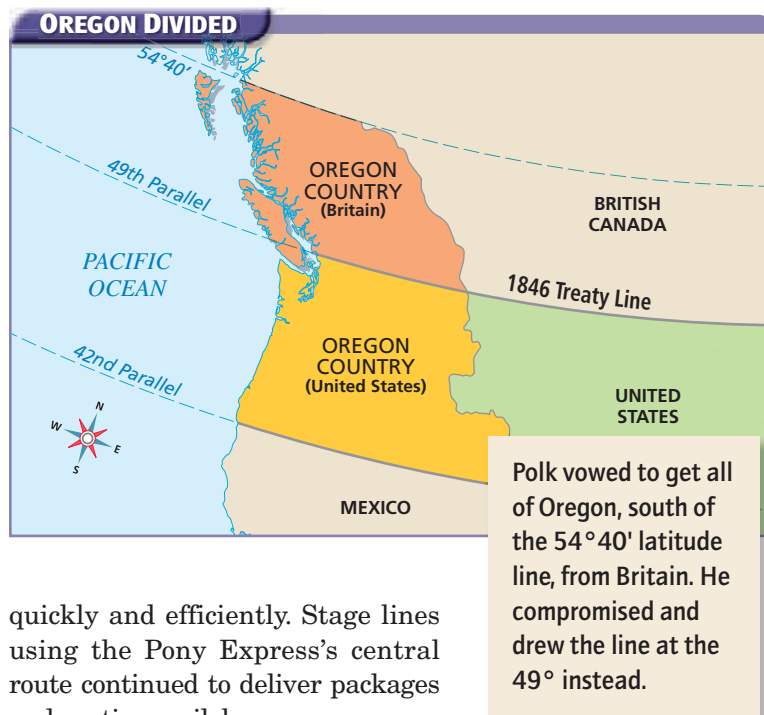 OREGON DIVIDED
54°40'
49th Parallel
OREGON
COUNTRY
(Britain)
BRITISH
CANADA
PACIFIC
OCEAN
1846 Treaty Line
42nd Parallel
OREGON
COUNTRY
(United States)
UNITED
STATES
N
W
E
S
MEXICO
Polk vowed to get all
of Oregon, south of
the 54°40' latitude
line, from Britain. He
compromised and
drew the line at the
49° instead.
quickly and efficiently. Stage lines
using the Pony Express's central
route continued to deliver packages